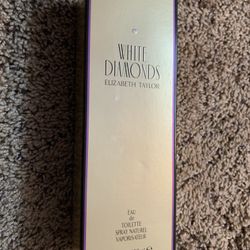 WHITE
DIAMONDS
ELIZABETH TAYLOR
EAU
de
TOILETTE
SPRAY NATUREL
VAPORISATEUR